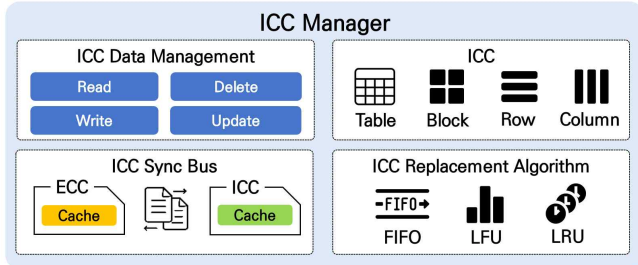 ICC Manager
ICC Data Management
Read Delete
Write Update
ICC
Table Block Row Column
ICC Sync Bus
ECC ICC
Cache Cache
ICC Replacement Algorithm
FIFO
FIFO LFU LRU